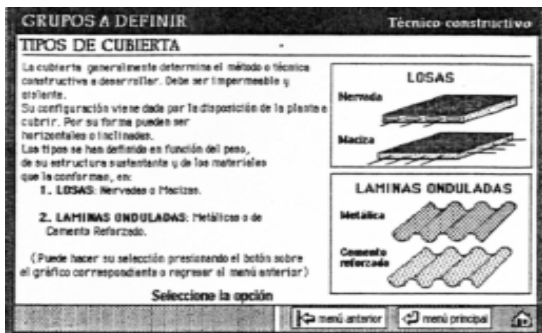 GRUPOS A DEFINIR
Técnico constructivo
TIPOS DE CUBIERTA
La cubierta generalmente determina el método o técnica
constructiva a desarrollar. Debe ser impermeable y
aislante.
Su configuración viene dada por la disposición de la planta a
cubrir. Por su forma pueden ser
horizontales o inclinadas.
Los tipos se han definido en función del peso,
de su estructura sustentante y de los materiales
que la conforman, en:
1. LOSAS: Nervadas o Macizas.
2. LAMINAS ONDULADAS: Metálicas o de
Cemento Reforzado.
(Puede hacer su selección presionando el botón sobre
el gráfico correspondiente o regresar al menú anterior)
Seleccione la opción
LOSAS
Nervada
Maciza
LAMINAS ONDULADAS
Metálica
Cemento
reforzado
menú anterior
menú principal